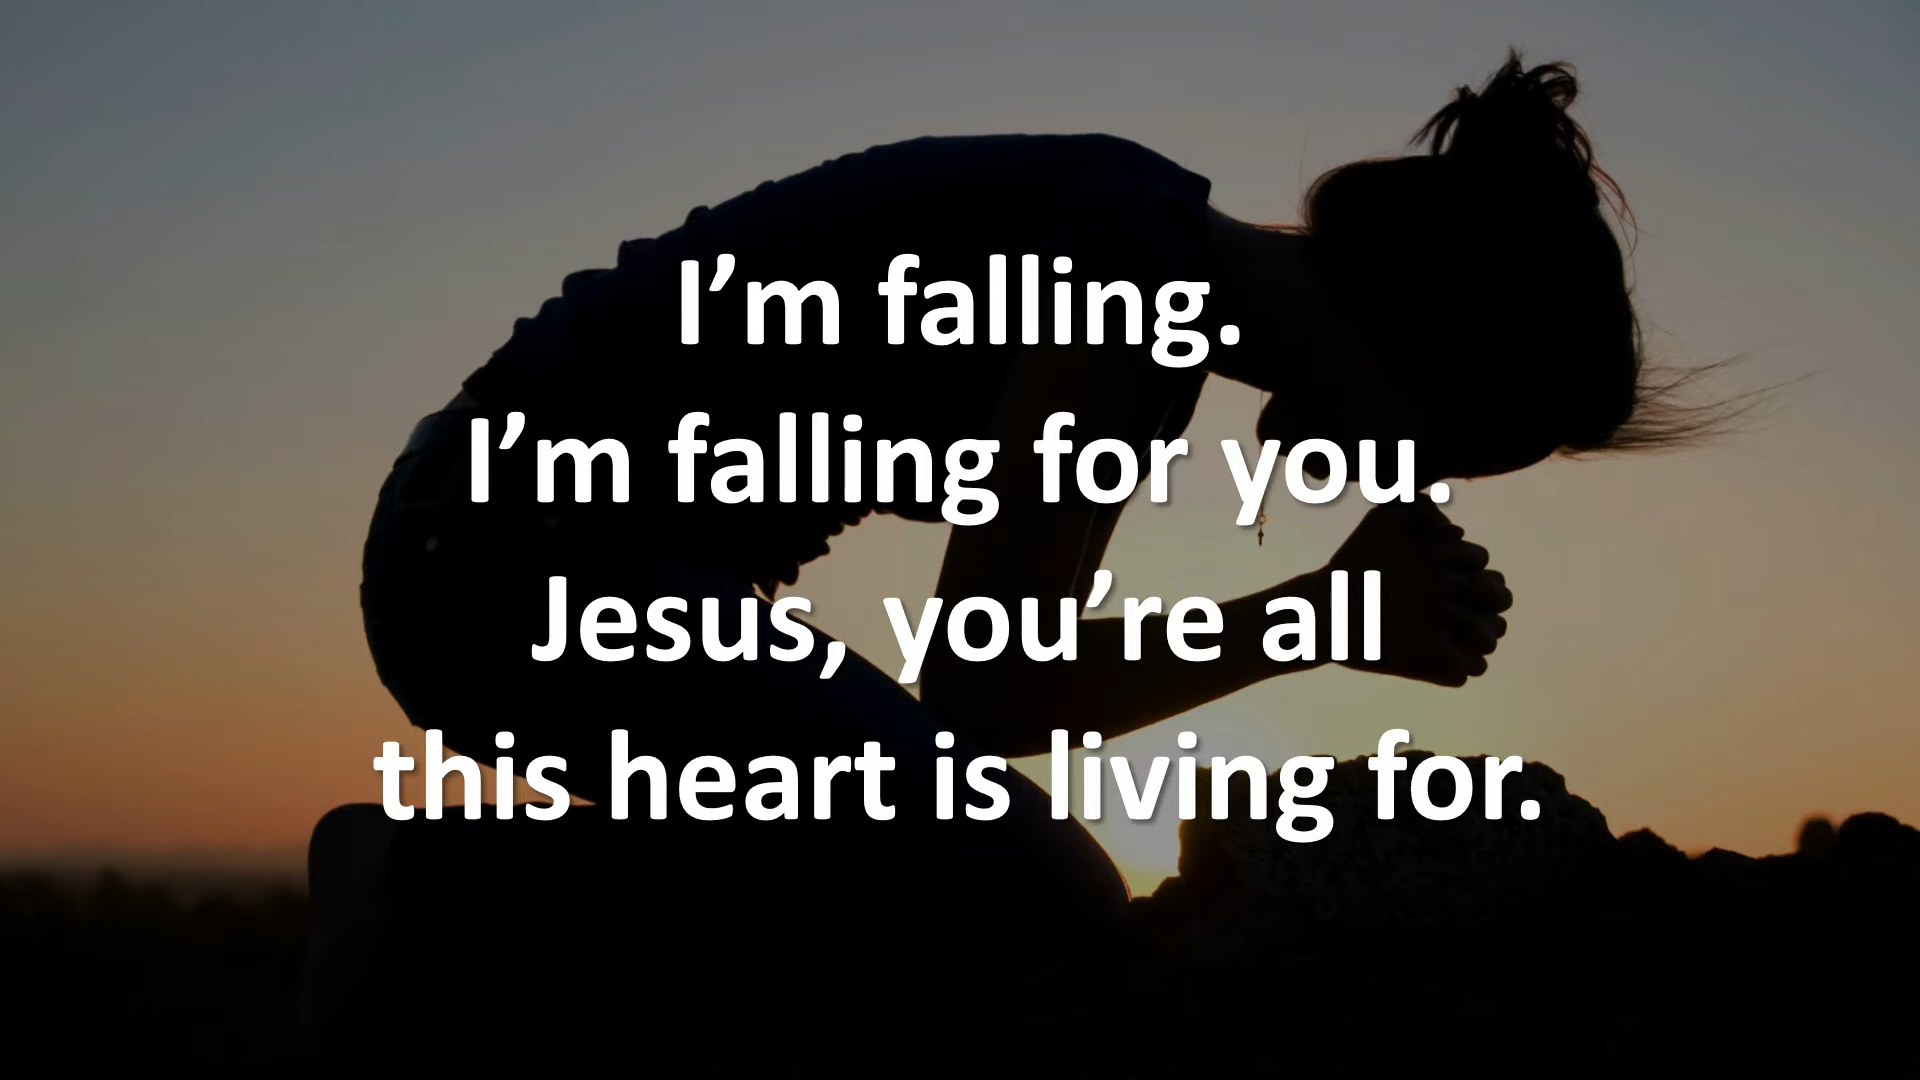 I’m falling.
I’m falling for you.
Jesus, you’re all
this heart is living for.